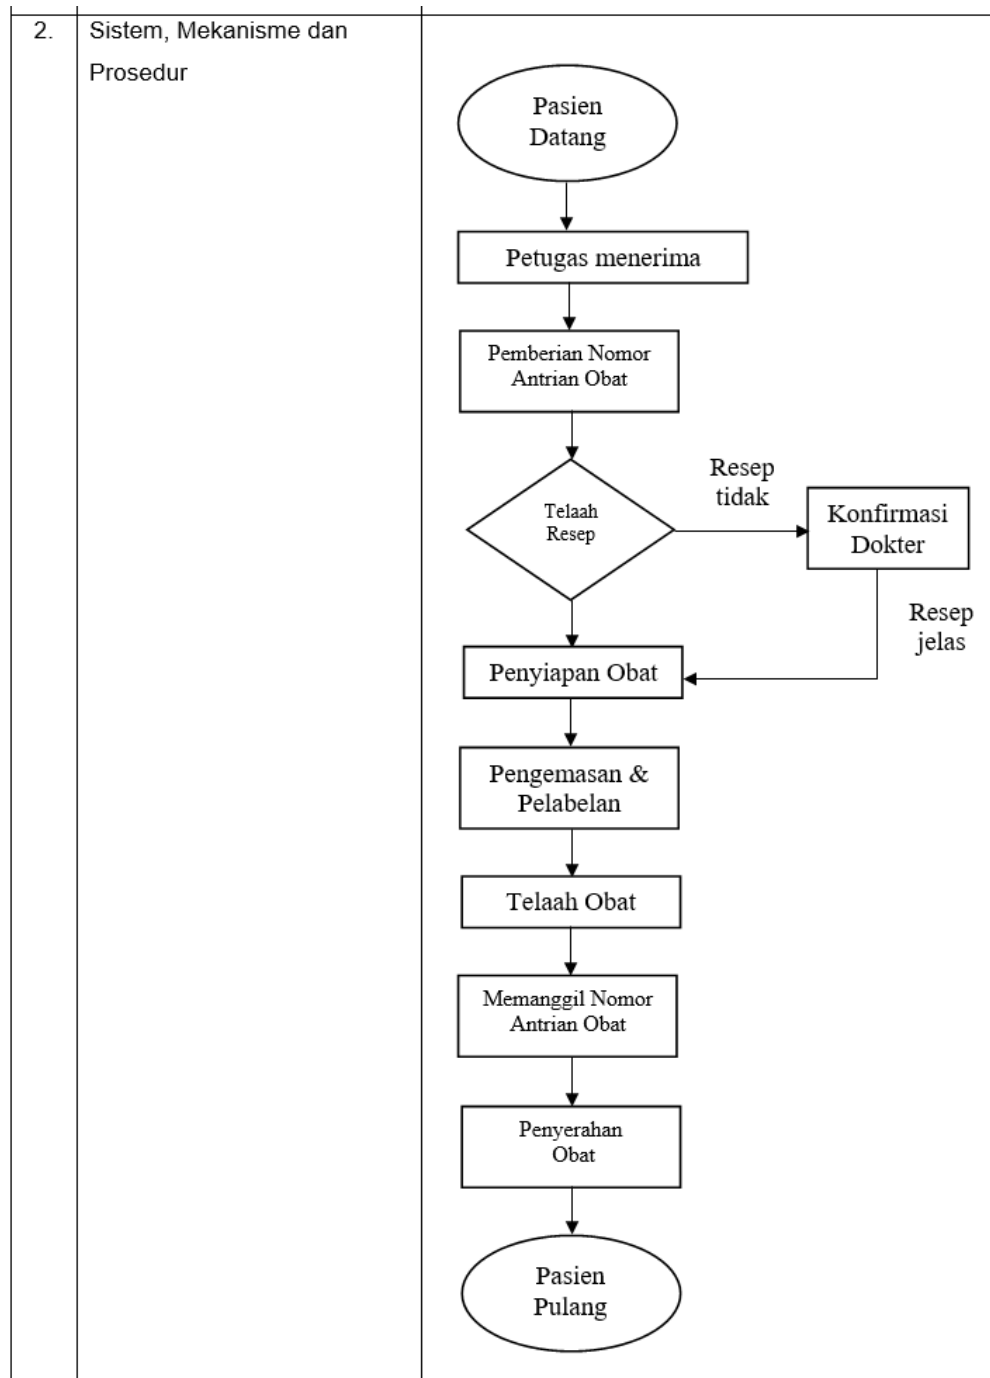 2.
Sistem, Mekanisme dan
Prosedur
Pasien
Datang
Petugas menerima
Pemberian Nomor
Antrian Obat
Telaah
Resep
Resep
tidak
Konfirmasi
Dokter
Resep
jelas
Penyiapan Obat
Pengemasan &
Pelabelan
Telaah Obat
Memanggil Nomor
Antrian Obat
Penyerahan
Obat
Pasien
Pulang